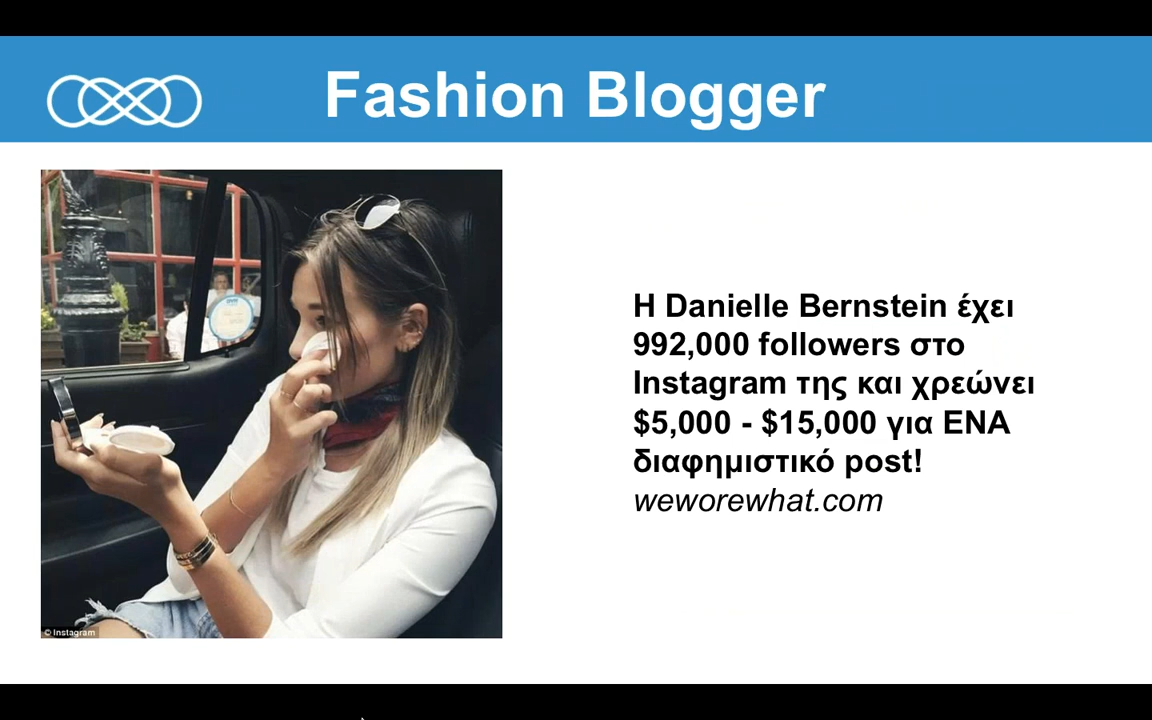 Fashion Blogger
Η Danielle Bernstein έχει
992,000 followers στο
Instagram της και χρεώνει
$5,000 - $15,000 για ΕΝΑ
διαφημιστικό post!
weworewhat.com
© Instagram